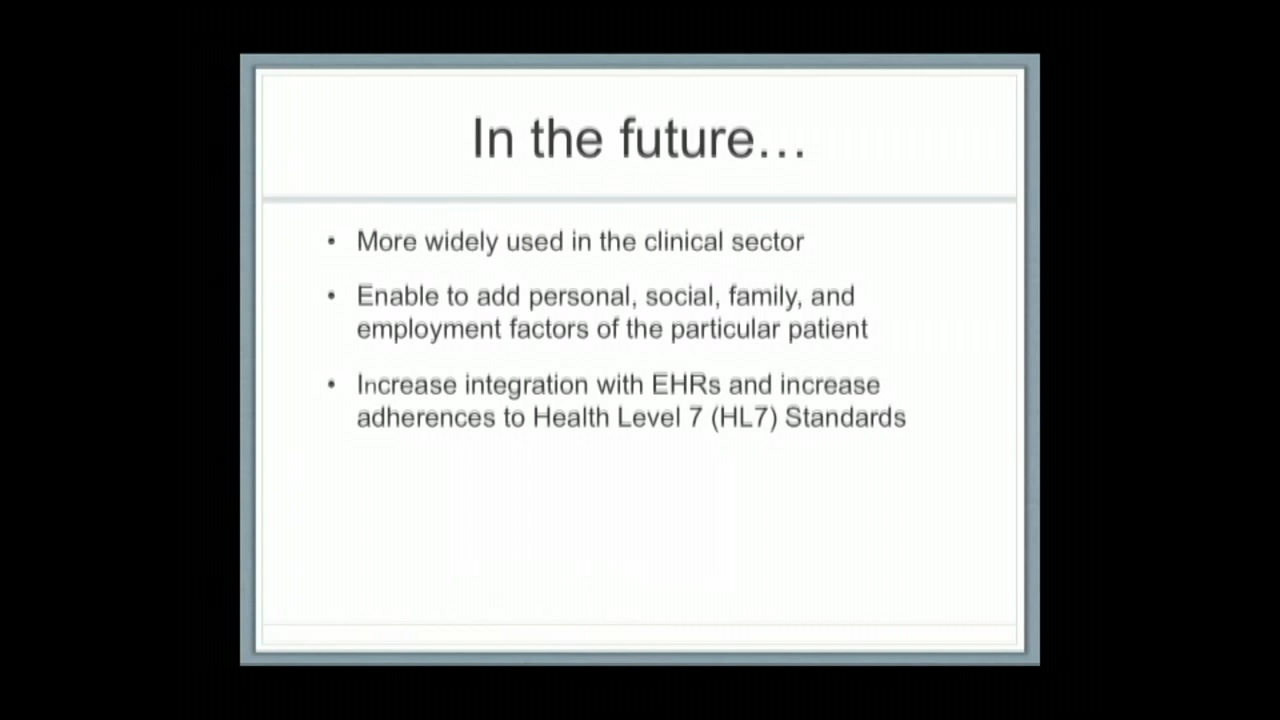 In the future…
• More widely used in the clinical sector
• Enable to add personal, social, family, and
employment factors of the particular patient
• Increase integration with EHRs and increase
adherences to Health Level 7 (HL7) Standards